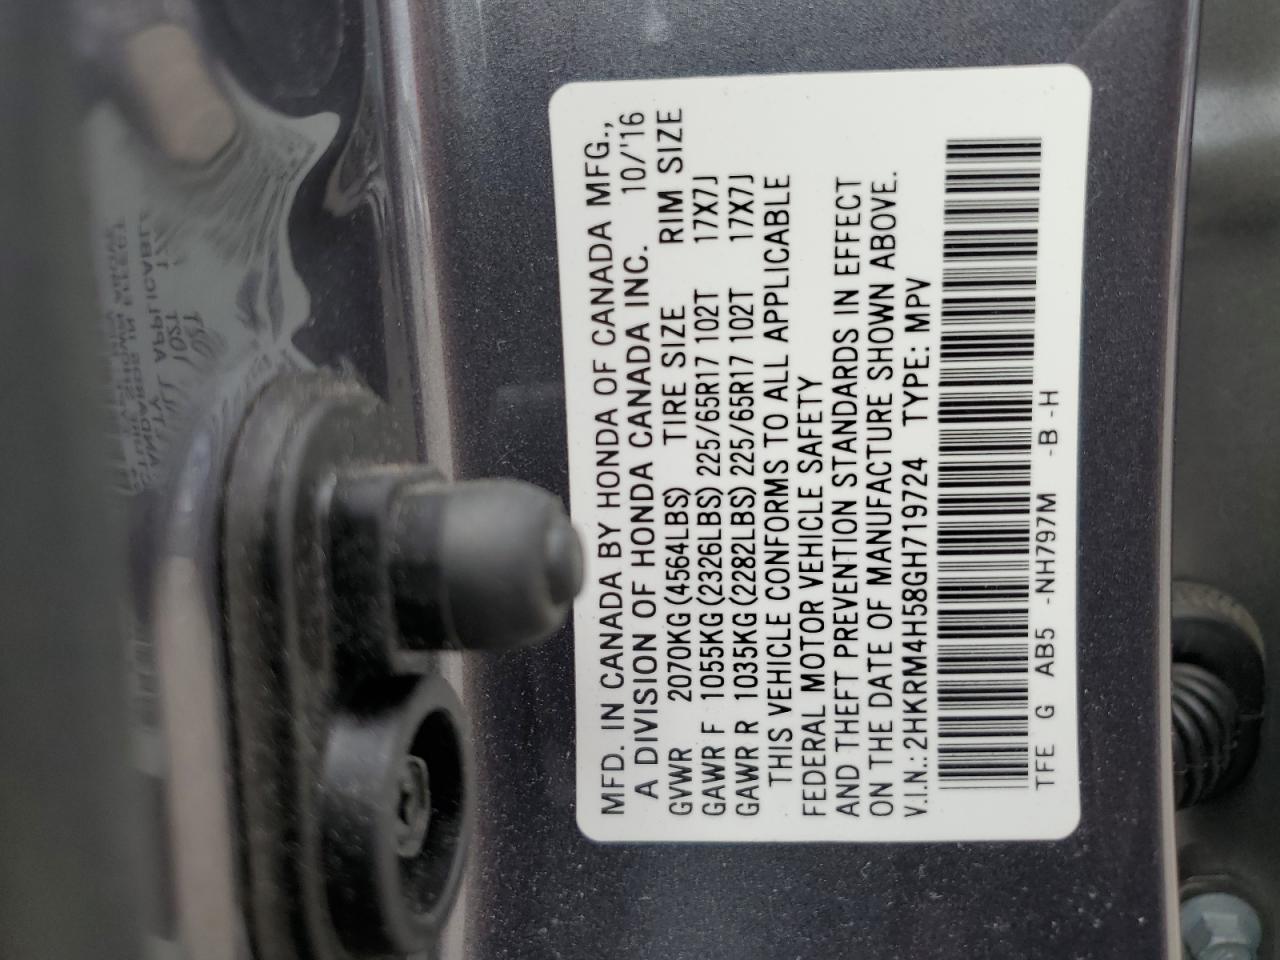 MFD. IN CANADA BY HONDA OF CANADA MFG.,
A DIVISION OF HONDA CANADA INC. 10/'16
GVWR 2070KG (4564LBS) TIRE SIZE RIM SIZE
GAWR F 1055KG (2326LBS) 225/65R17 102T 17X7J
GAWR R 1035KG (2282LBS) 225/65R17 102T 17X7J
THIS VEHICLE CONFORMS TO ALL APPLICABLE
FEDERAL MOTOR VEHICLE SAFETY
AND THEFT PREVENTION STANDARDS IN EFFECT
ON THE DATE OF MANUFACTURE SHOWN ABOVE.
V.I.N.: 2HKRM4H58GH719724 TYPE: MPV
TFE G AB5 -NH797M -B -H